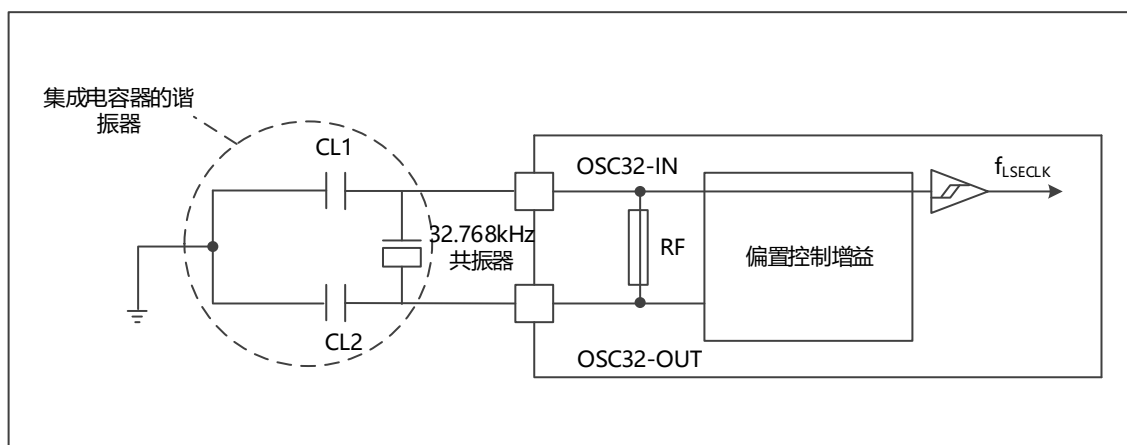 集成电容器的谐
振器
CL1
OSC32-IN
fLSECLK
32.768kHz
共振器
RF
偏置控制增益
CL2
OSC32-OUT